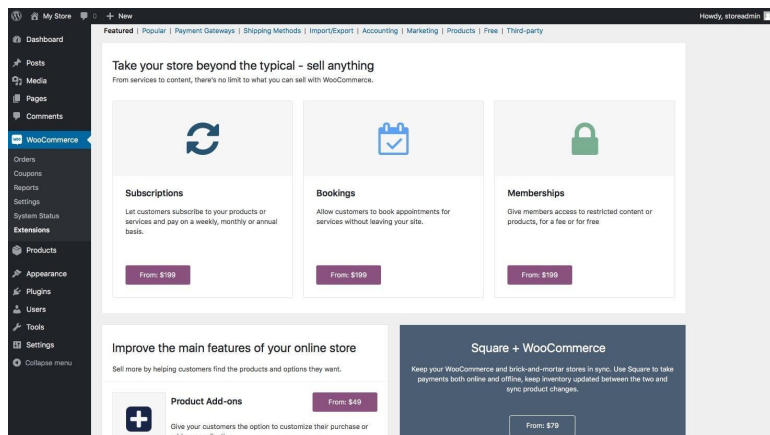 My Store
0
+ New
Howdy, storeadmin
Dashboard
Posts
Media
Pages
Comments
WooCommerce
Orders
Coupons
Reports
Settings
System Status
Extensions
Products
Appearance
Plugins
Users
Tools
Settings
Collapse menu
Featured | Popular | Payment Gateways | Shipping Methods | Import/Export | Accounting | Marketing | Products | Free | Third-party
Take your store beyond the typical - sell anything
From services to content, there's no limit to what you can sell with WooCommerce.
Subscriptions
Let customers subscribe to your products or
services and pay on a weekly, monthly or annual
basis.
From: $199
Bookings
Allow customers to book appointments for
services without leaving your site.
From: $199
Memberships
Give members access to restricted content or
products, for a fee or for free
From: $199
Improve the main features of your online store
Sell more by helping customers find the products and options they want.
Product Add-ons
From: $49
Give your customers the option to customize their purchase or
Square + WooCommerce
Keep your WooCommerce and brick-and-mortar stores in sync. Use Square to take
payments both online and offline, keep inventory updated between the two and
sync product changes.
From: $79